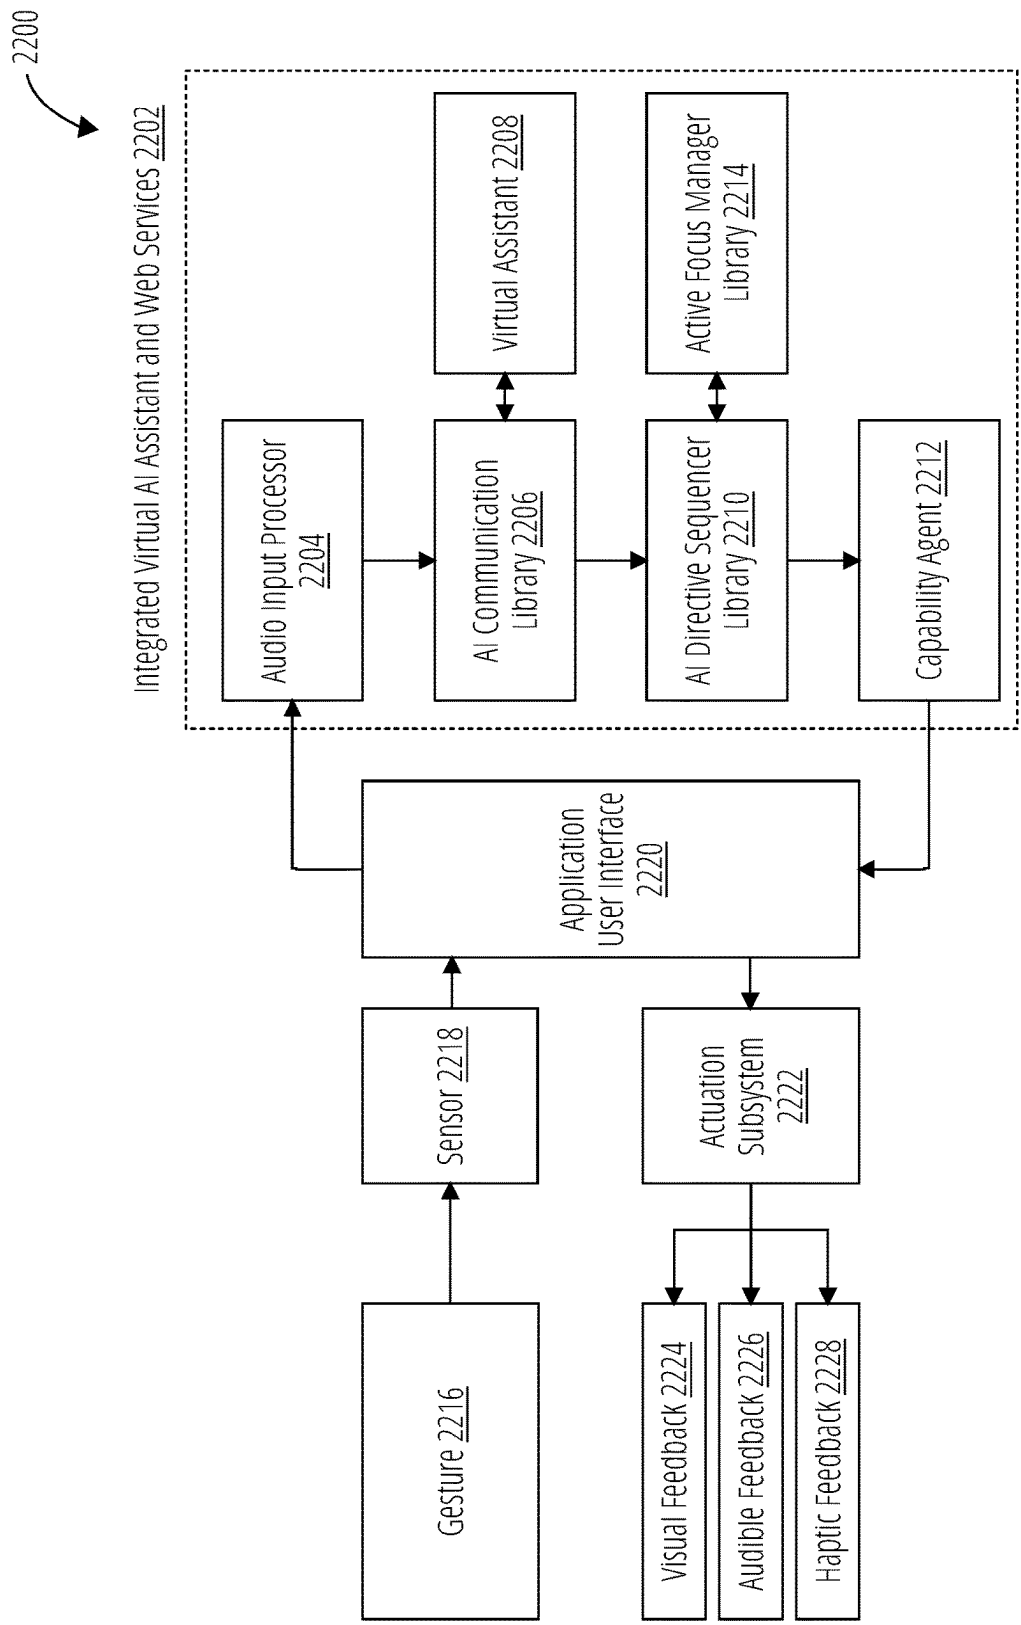 2200
Integrated Virtual AI Assistant and Web Services 2202
Audio Input Processor
2204
AI Communication
Library 2206
Virtual Assistant 2208
AI Directive Sequencer
Library 2210
Active Focus Manager
Library 2214
Capability Agent 2212
Application
User Interface
2220
Sensor 2218
Actuation
Subsystem
2222
Gesture 2216
Visual Feedback 2224
Audible Feedback 2226
Haptic Feedback 2228